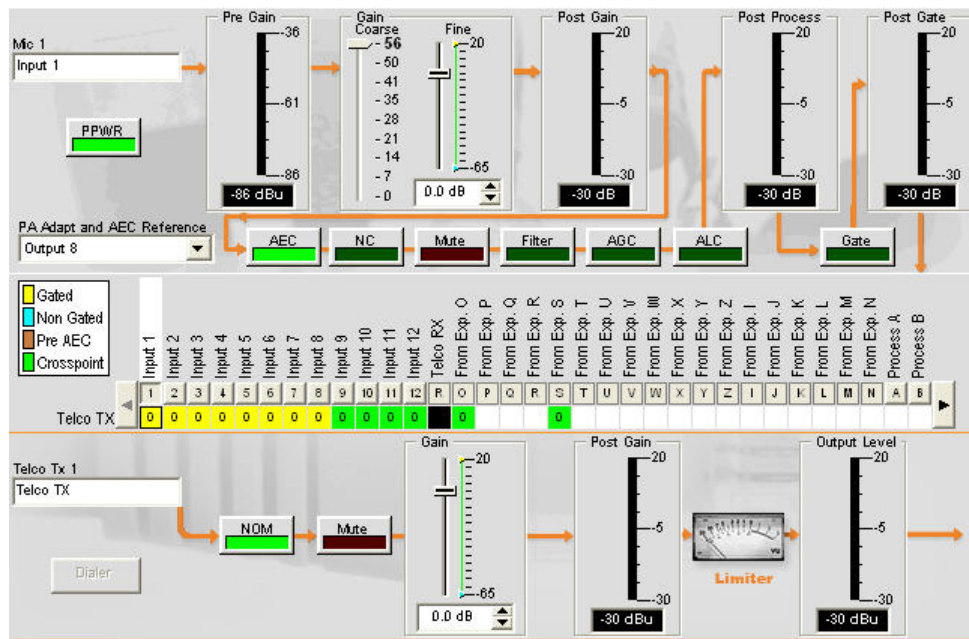 Pre Gain
Gain
Post Gain
Post Process
Post Gate
Coarse
Fine
Mic 1
Input 1
PPWR
-36
-61
-86
-86 dBu
56
-50
-41
-35
-28
-21
-14
-7
-0
20
-65
0.0 dB
20
-5
-30
-30 dB
20
-5
-30
-30 dB
20
-5
-30
-30 dB
PA Adapt and AEC Reference
Output 8
AEC
NC
Mute
Filter
AGC
ALC
Gate
Gated
Non Gated
Pre AEC
Crosspoint
Input 1
Input 2
Input 3
Input 4
Input 5
Input 6
Input 7
Input 8
Input 9
Input 10
Input 11
Input 12
Telco RX
From Exp. O
From Exp. P
From Exp. Q
From Exp. R
From Exp. S
From Exp. T
From Exp. U
From Exp. V
From Exp. W
From Exp. X
From Exp. Y
From Exp. Z
From Exp. I
From Exp. J
From Exp. K
From Exp. L
From Exp. M
From Exp. N
Process A
Process B
1 2 3 4 5 6 7 8 9 10 11 12 R O P Q R S T U V W X Y Z I J K L M N A B
Telco TX 0 0 0 0 0 0 0 0 0 0 0 0 0 0
Telco Tx 1
Telco TX
NOM
Mute
Dialer
Gain
20
-65
0.0 dB
Post Gain
20
-5
-30
-30 dBu
VU
Limiter
Output Level
20
-5
-30
-30 dBu